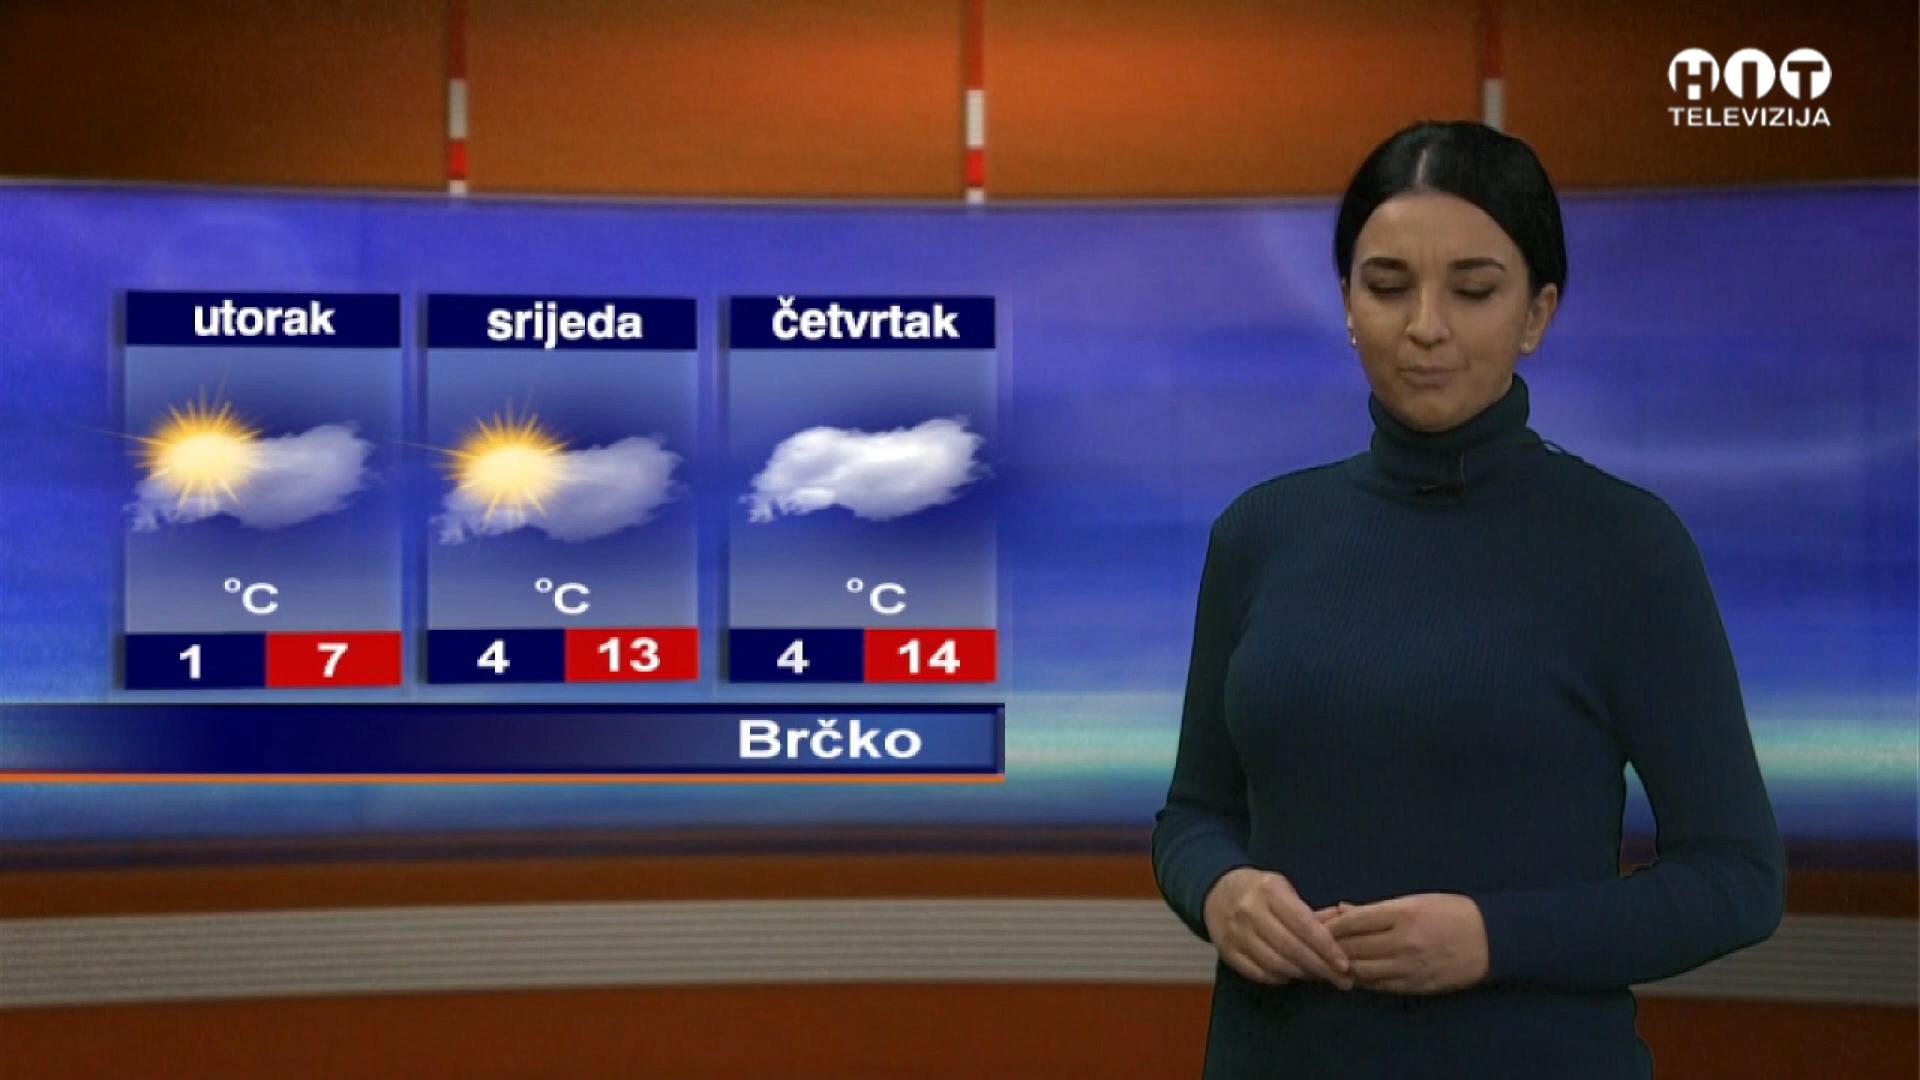 HIT
TELEVIZIJA
utorak
srijeda
četvrtak
°C
°C
°C
1 7
4 13
4 14
Brčko